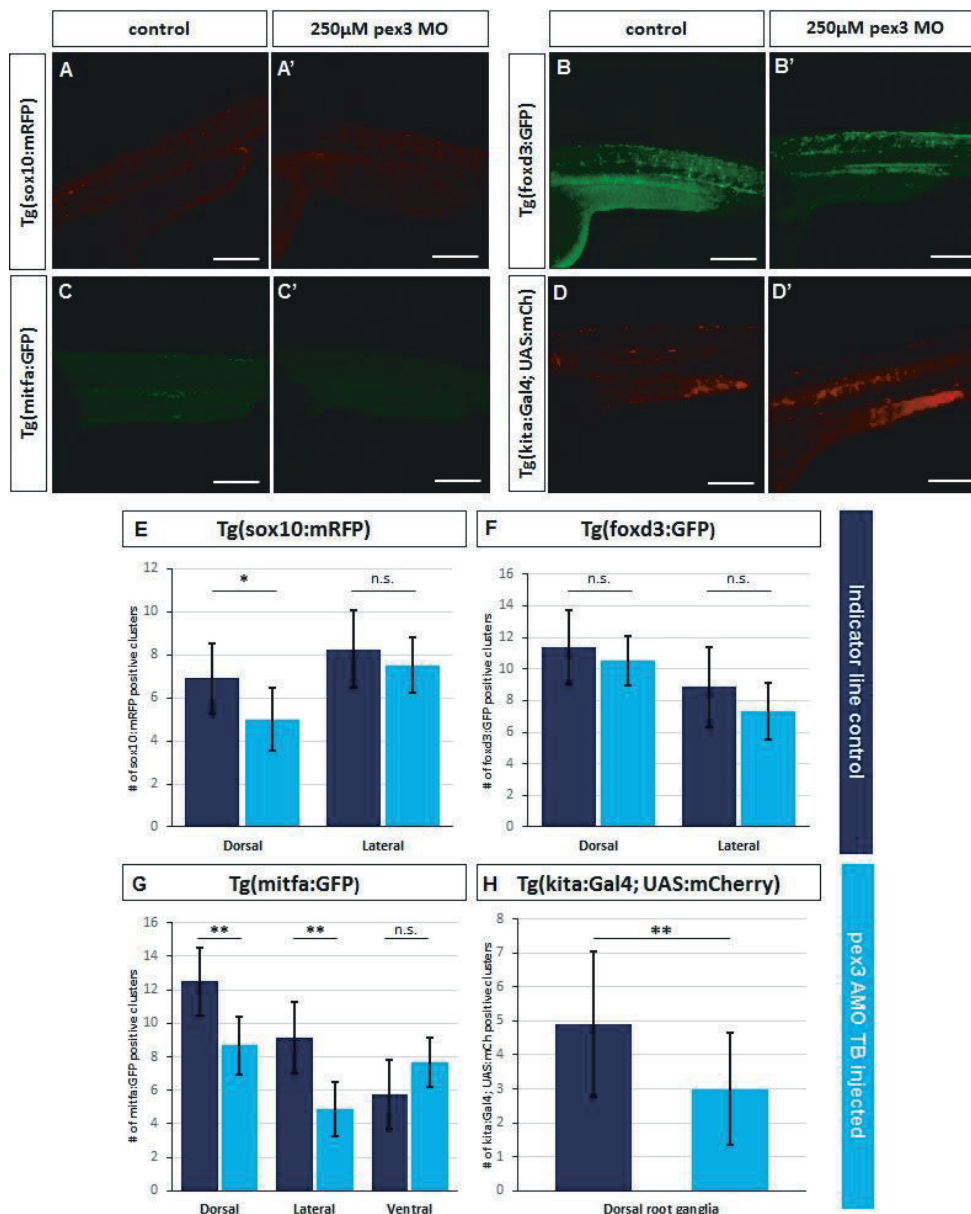 control
250µM pex3 MO
control
250µM pex3 MO
Tg(sox10:mRFP)
A
A'
Tg(foxd3:GFP)
B
B'
Tg(mitfa:GFP)
C
C'
Tg(kita:Gal4; UAS:mCh)
D
D'
E Tg(sox10:mRFP)
# of sox10:mRFP positive clusters
12
10
8
6
4
2
0
*
n.s.
Dorsal Lateral
F Tg(foxd3:GFP)
# of foxd3:GFP positive clusters
16
14
12
10
8
6
4
2
0
n.s.
n.s.
Dorsal Lateral
Indicator line control
G Tg(mitfa:GFP)
# of mitfa:GFP positive clusters
16
14
12
10
8
6
4
2
0
**
**
n.s.
Dorsal Lateral Ventral
H Tg(kita:Gal4; UAS:mCherry)
# of kita:Gal4; UAS:mCh positive clusters
9
8
7
6
5
4
3
2
1
0
**
Dorsal root ganglia
pex3 AMO TB injected